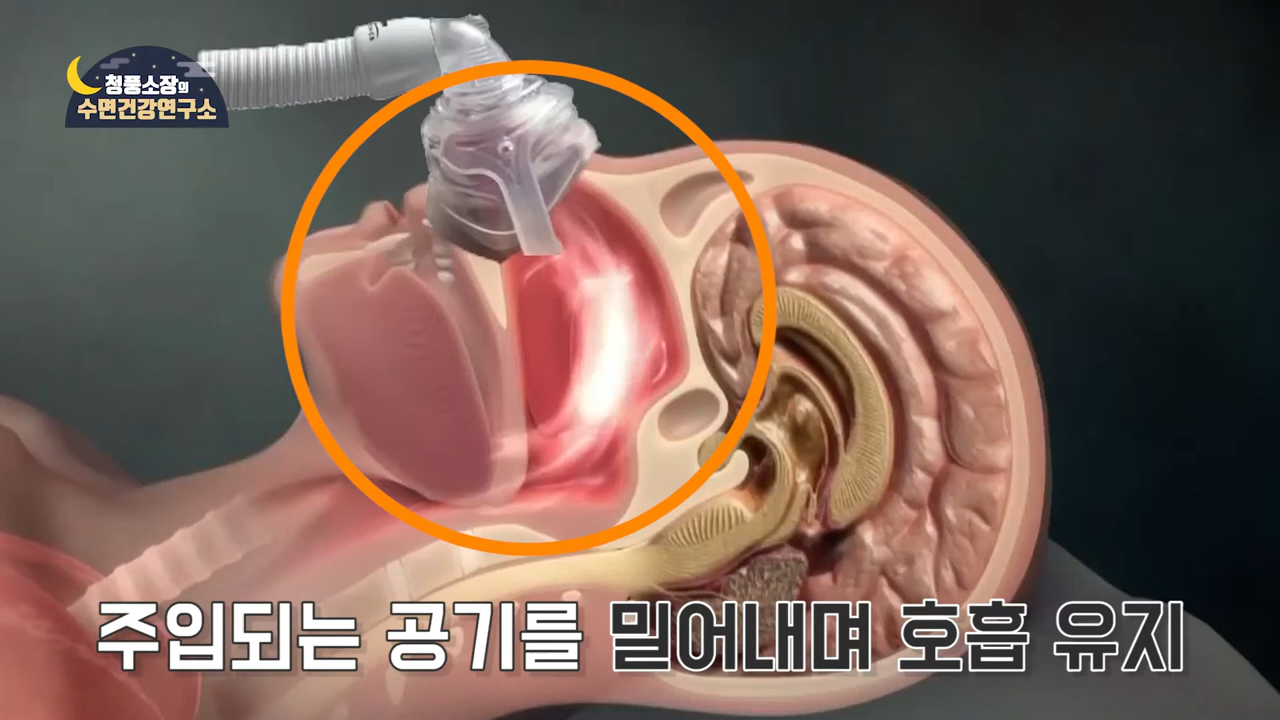 청풍소장의
수면건강연구소
주입되는 공기를 밀어내며 호흡 유지